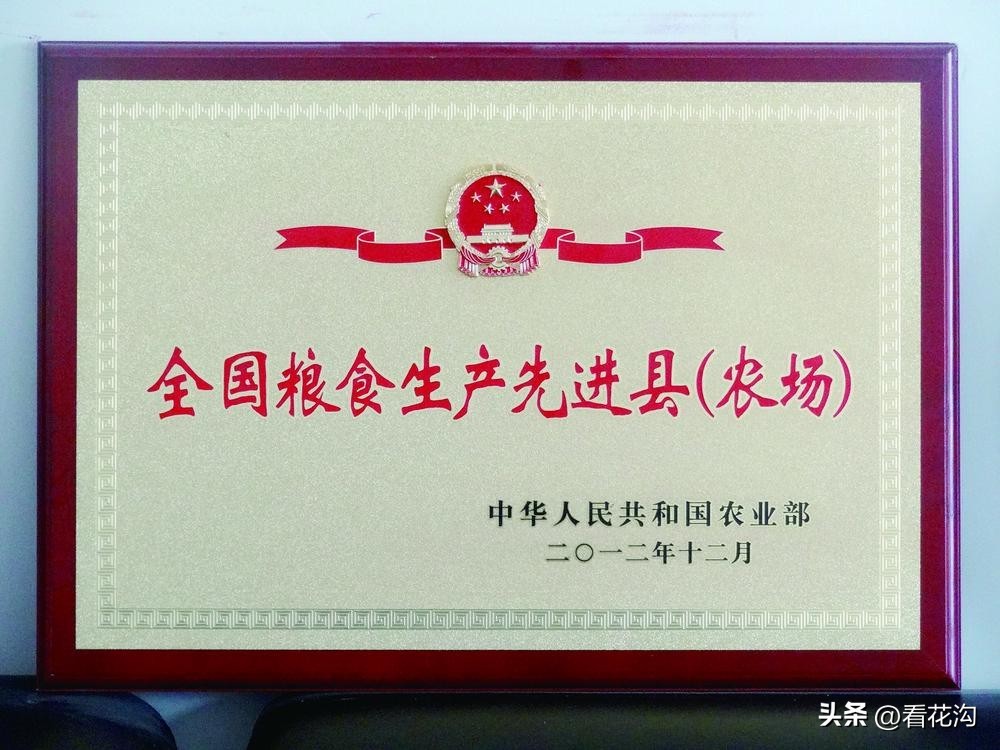 全国粮食生产先进县(农场)
中华人民共和国农业部
二〇一二年十二月
头条 @看花沟